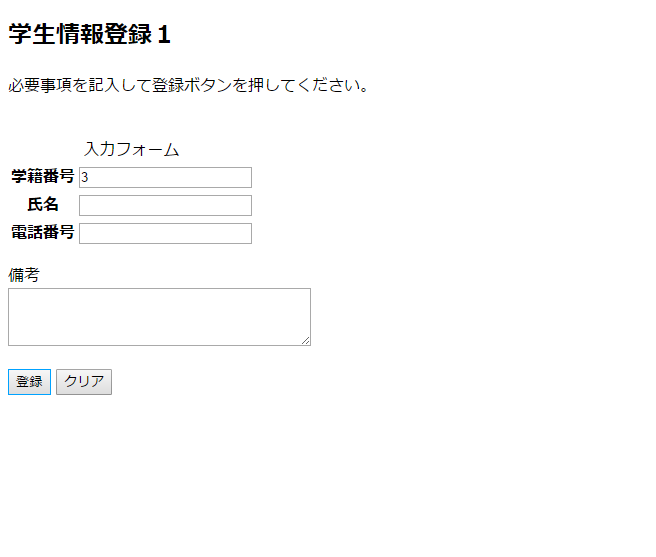 学生情報登録１
必要事項を記入して登録ボタンを押してください。
入力フォーム
学籍番号 3
氏名
電話番号
備考
登録 クリア